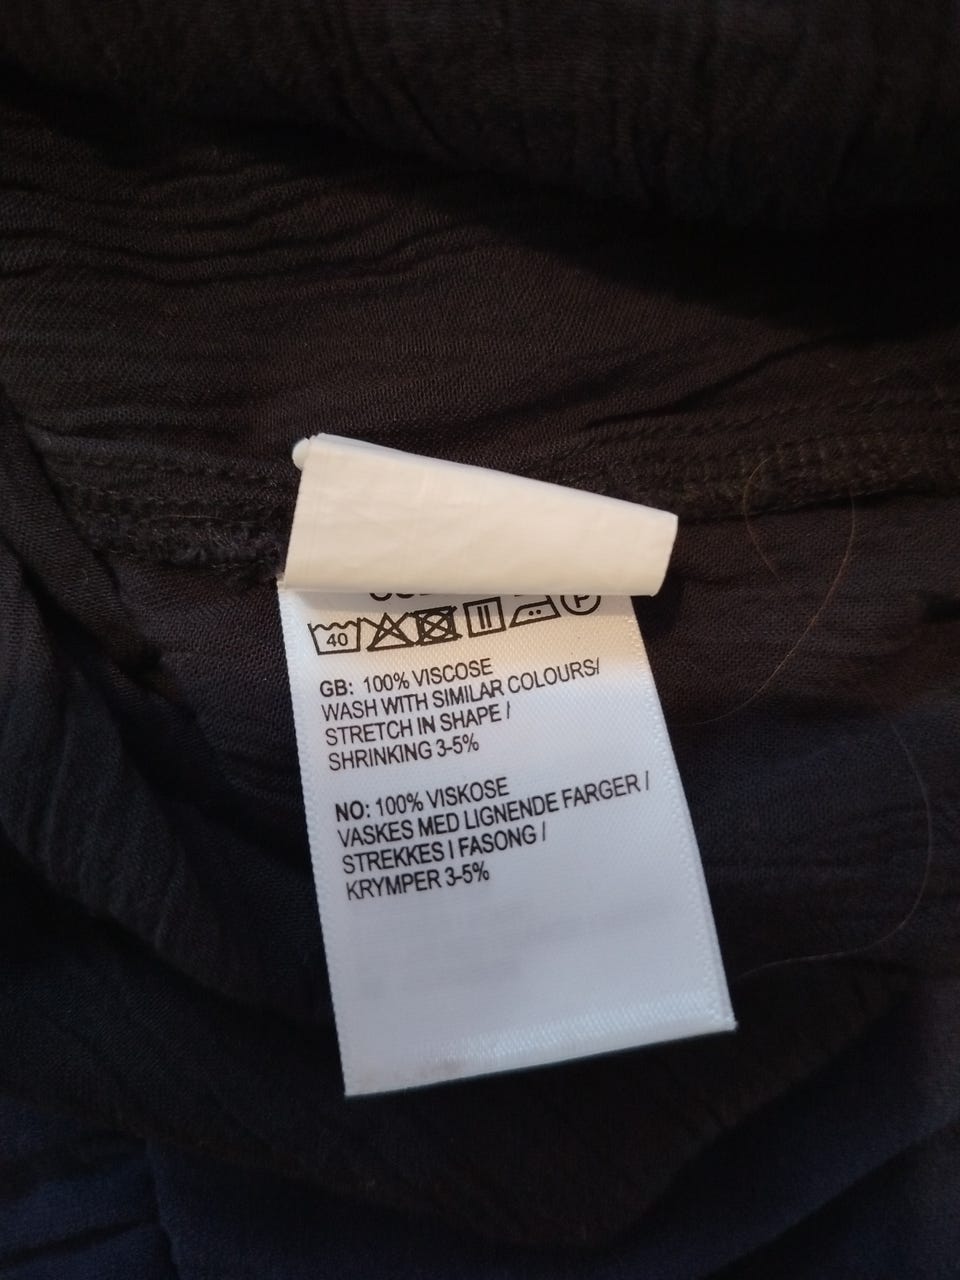 40
P
GB: 100% VISCOSE
WASH WITH SIMILAR COLOURS/
STRETCH IN SHAPE /
SHRINKING 3-5%
NO: 100% VISKOSE
VASKES MED LIGNENDE FARGER /
STREKKES I FASONG /
KRYMPER 3-5%